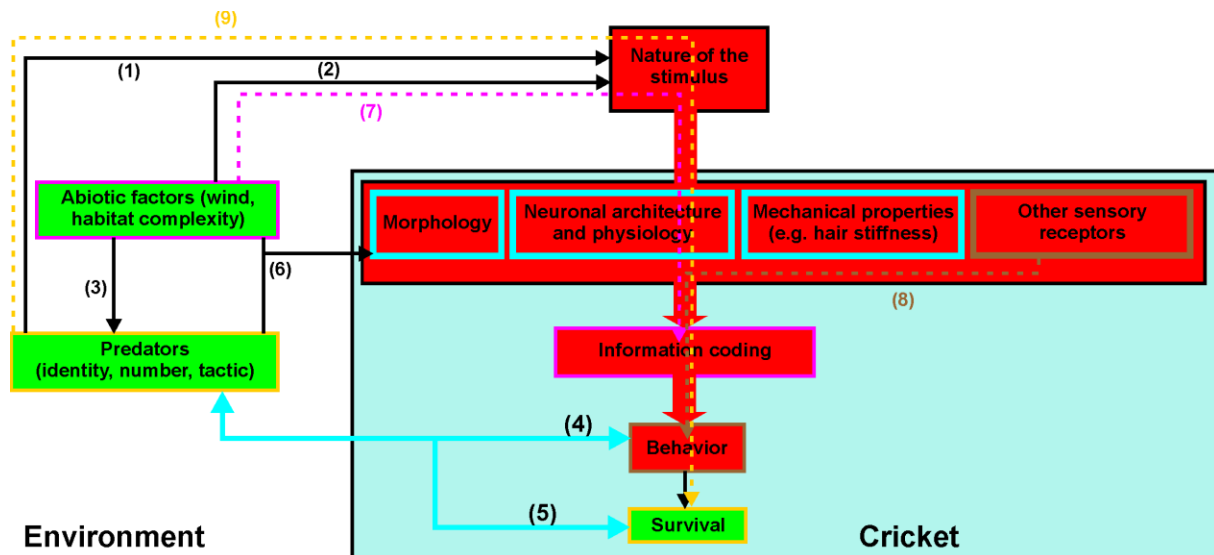 (9)
(1)
(2)
Nature of the
stimulus
(7)
Abiotic factors (wind,
habitat complexity)
Morphology
Neuronal architecture
and physiology
Mechanical properties
(e.g. hair stiffness)
Other sensory
receptors
(6)
(3)
(8)
Predators
(identity, number, tactic)
Information coding
(4)
Behavior
(5)
Survival
Environment
Cricket